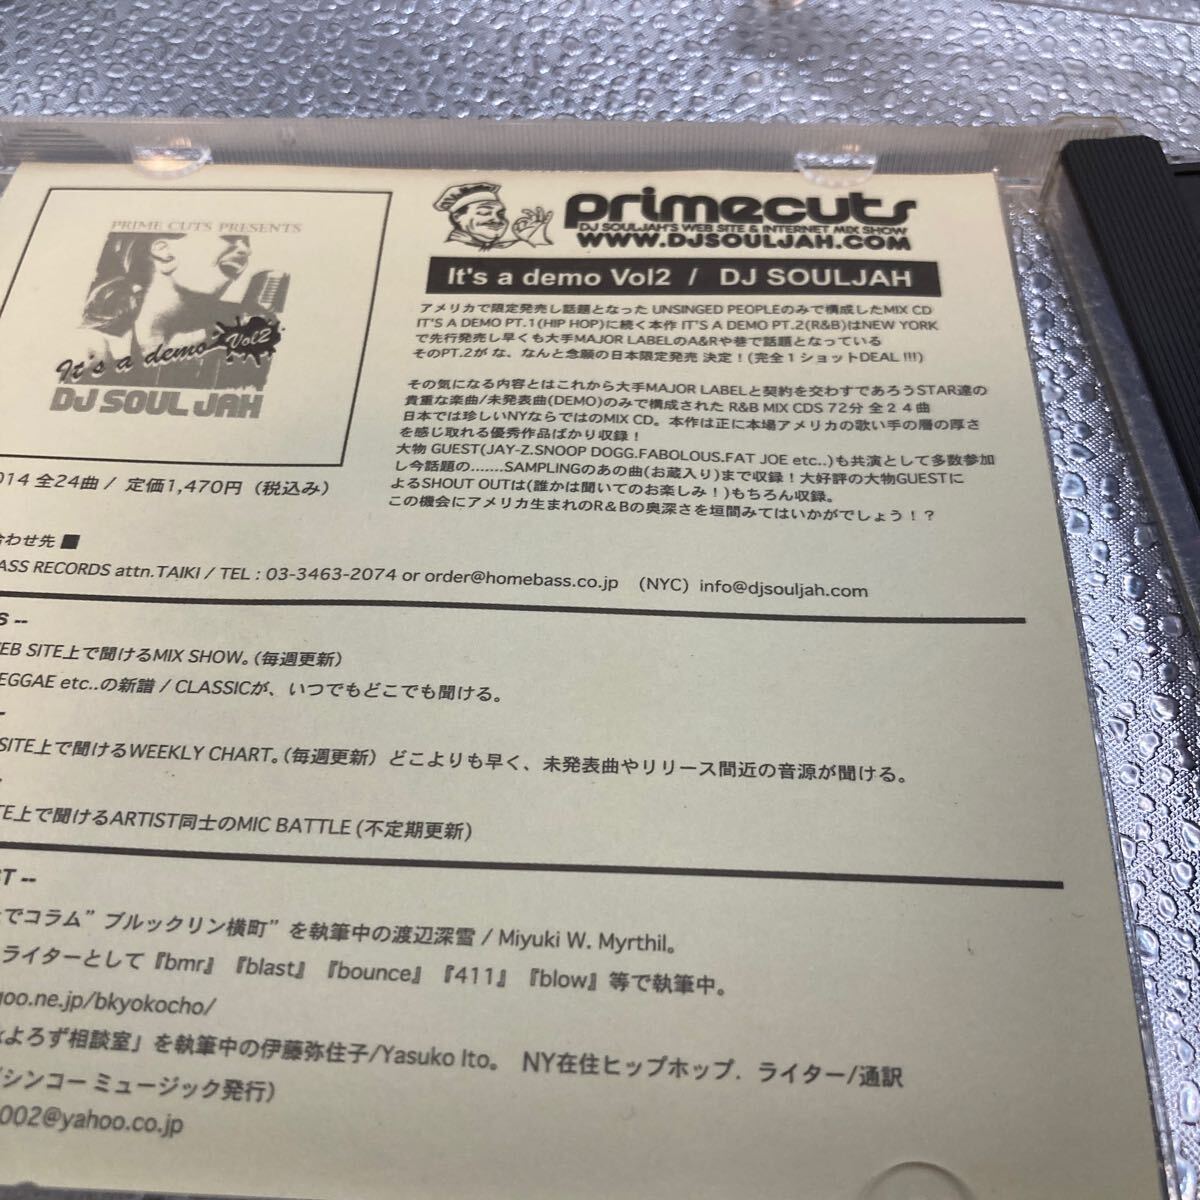 PRIME CUTS PRESENTS
It's a demo Vol2
DJ SOUL JAH
primecuts
DJ SOULJAH'S WEB SITE & INTERNET MIX SHOW
WWW.DJSOULJAH.COM
It's a demo Vol2 / DJ SOULJAH
アメリカで限定発売し話題となった UNSINGED PEOPLEのみで構成したMIX CD
IT'S A DEMO PT.1(HIP HOP)に続く本作 IT'S A DEMO PT.2(R&B)はNEW YORK
で先行発売し早くも大手MAJOR LABELのA&Rや巷で話題となっている
そのPT.2が な、なんと念願の日本限定発売 決定！(完全１ショットDEAL !!!)
その気になる内容とはこれから大手MAJOR LABELと契約を交わすであろうSTAR達の
貴重な楽曲/未発表曲(DEMO)のみで構成された R&B MIX CDS 72分 全２４曲
日本では珍しいNYならではのMIX CD。本作は正に本場アメリカの歌い手の層の厚さ
を感じ取れる優秀作品ばかり収録！
大物 GUEST(JAY-Z.SNOOP DOGG.FABOLOUS.FAT JOE etc..)も共演として多数参加
し今話題の.......SAMPLINGのあの曲(お蔵入り)まで収録！大好評の大物GUESTに
よるSHOUT OUTは(誰かは聞いてのお楽しみ！)もちろん収録。
この機会にアメリカ生まれのR&Bの奥深さを垣間みてはいかがでしょう！？
014 全24曲 / 定価1,470円（税込み）
合わせ先 ■
ASS RECORDS attn.TAIKI / TEL : 03-3463-2074 or order@homebass.co.jp （NYC）info@djsouljah.com
S --
EB SITE上で聞けるMIX SHOW。（毎週更新）
EGGAE etc..の新譜 / CLASSICが、いつでもどこでも聞ける。
SITE上で聞けるWEEKLY CHART。（毎週更新）どこよりも早く、未発表曲やリリース間近の音源が聞ける。
TE上で聞けるARTIST同士のMIC BATTLE (不定期更新)
ST --
でコラム”ブルックリン横町”を執筆中の渡辺深雪 / Miyuki W. Myrthil。
ライターとして『bmr』『blast』『bounce』『411』『blow』等で執筆中。
goo.ne.jp/bkyokocho/
よろず相談室」を執筆中の伊藤弥住子/Yasuko Ito。 NY在住ヒップホップ．ライター/通訳
シンコー ミュージック発行）
002@yahoo.co.jp